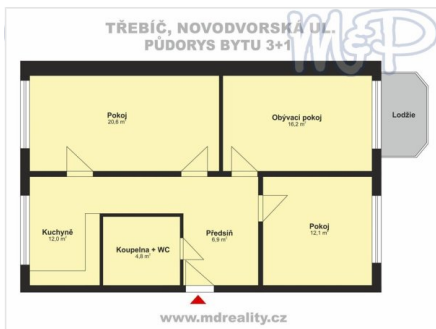 TŘEBÍČ, NOVODVORSKÁ UL.
PŮDORYS BYTU 3+1
M&P
Pokoj
20,6 m²
Obývací pokoj
16,2 m²
Lodžie
Kuchyně
12,0 m²
Koupelna + WC
4,8 m²
Předsíň
6,9 m²
Pokoj
12,1 m²
www.mdreality.cz